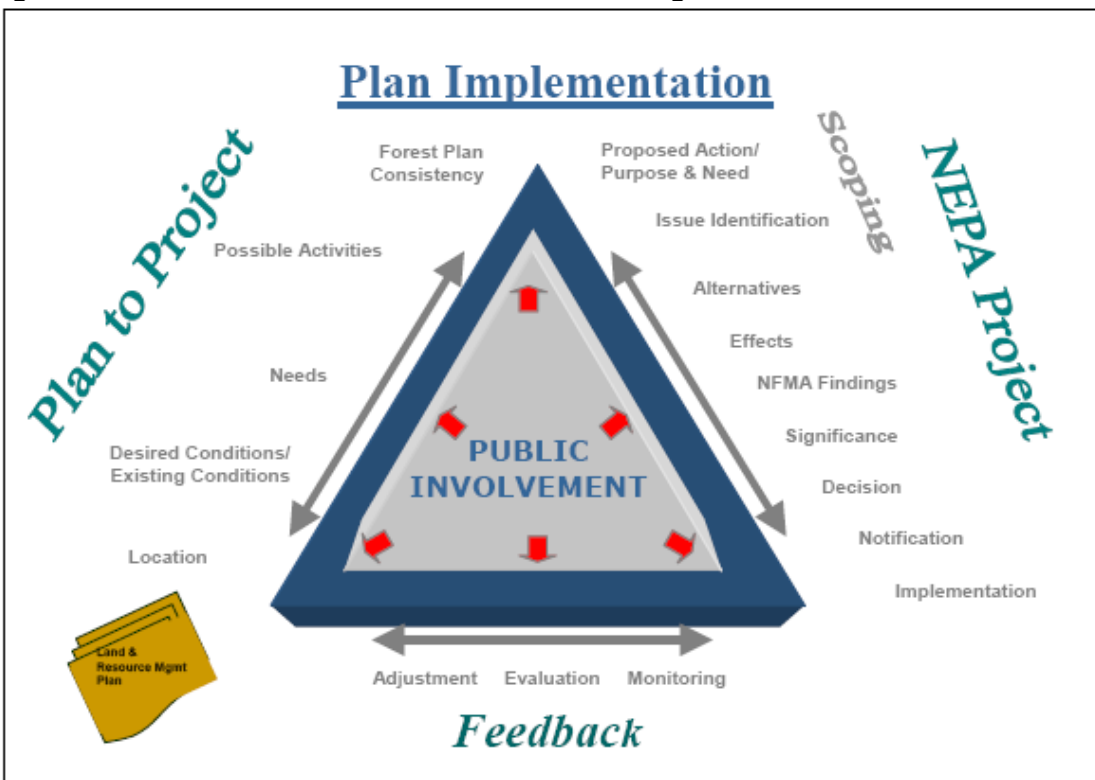 Plan Implementation
Plan to Project
Forest Plan
Consistency
Possible Activities
Needs
Desired Conditions/
Existing Conditions
Location
Land &
Resource Mgmt
Plan
Proposed Action/
Purpose & Need
Scoping
NEPA Project
Issue Identification
Alternatives
Effects
NFMA Findings
Significance
Decision
Notification
Implementation
PUBLIC
INVOLVEMENT
Adjustment Evaluation Monitoring
Feedback